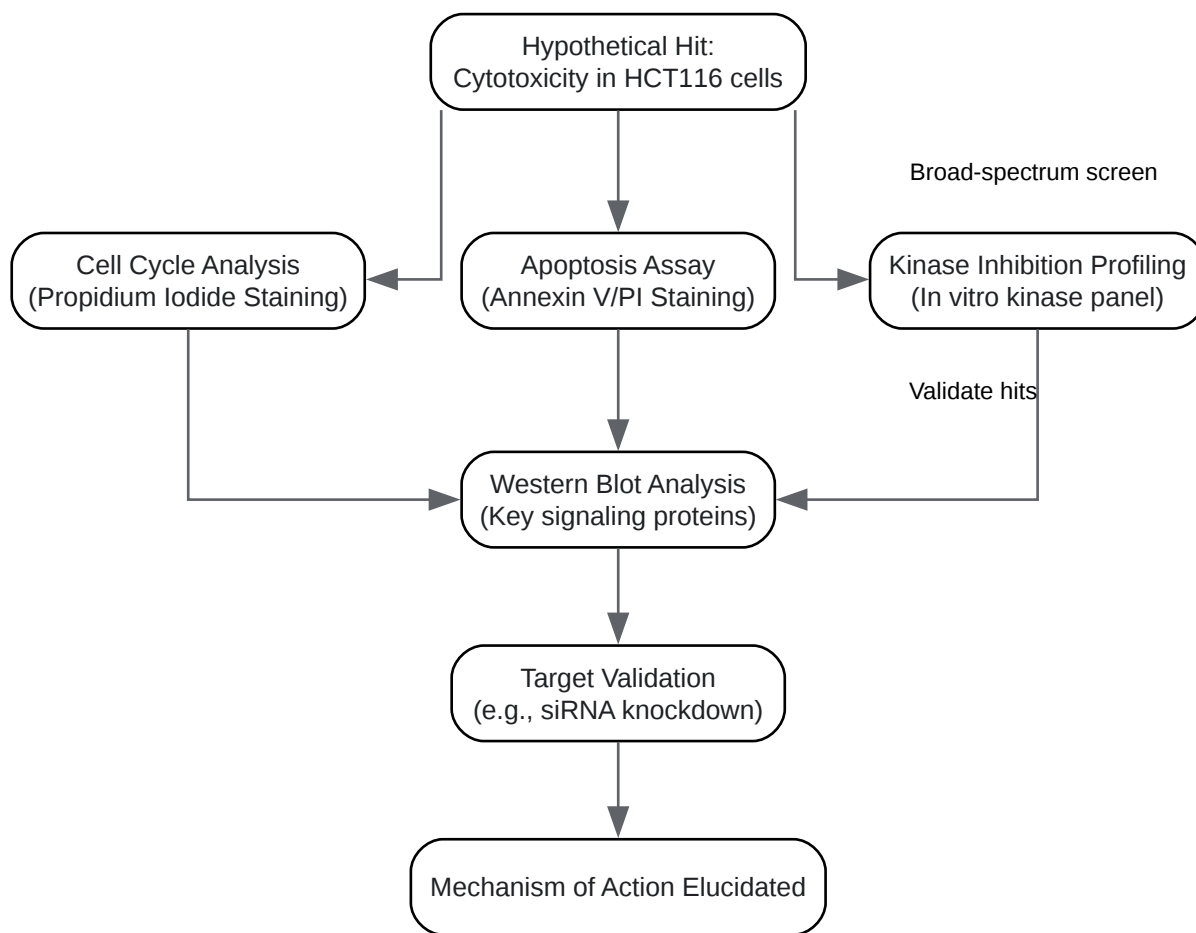 Hypothetical Hit:
Cytotoxicity in HCT116 cells
Broad-spectrum screen
Cell Cycle Analysis
(Propidium Iodide Staining)
Apoptosis Assay
(Annexin V/PI Staining)
Kinase Inhibition Profiling
(In vitro kinase panel)
Validate hits
Western Blot Analysis
(Key signaling proteins)
Target Validation
(e.g., siRNA knockdown)
Mechanism of Action Elucidated